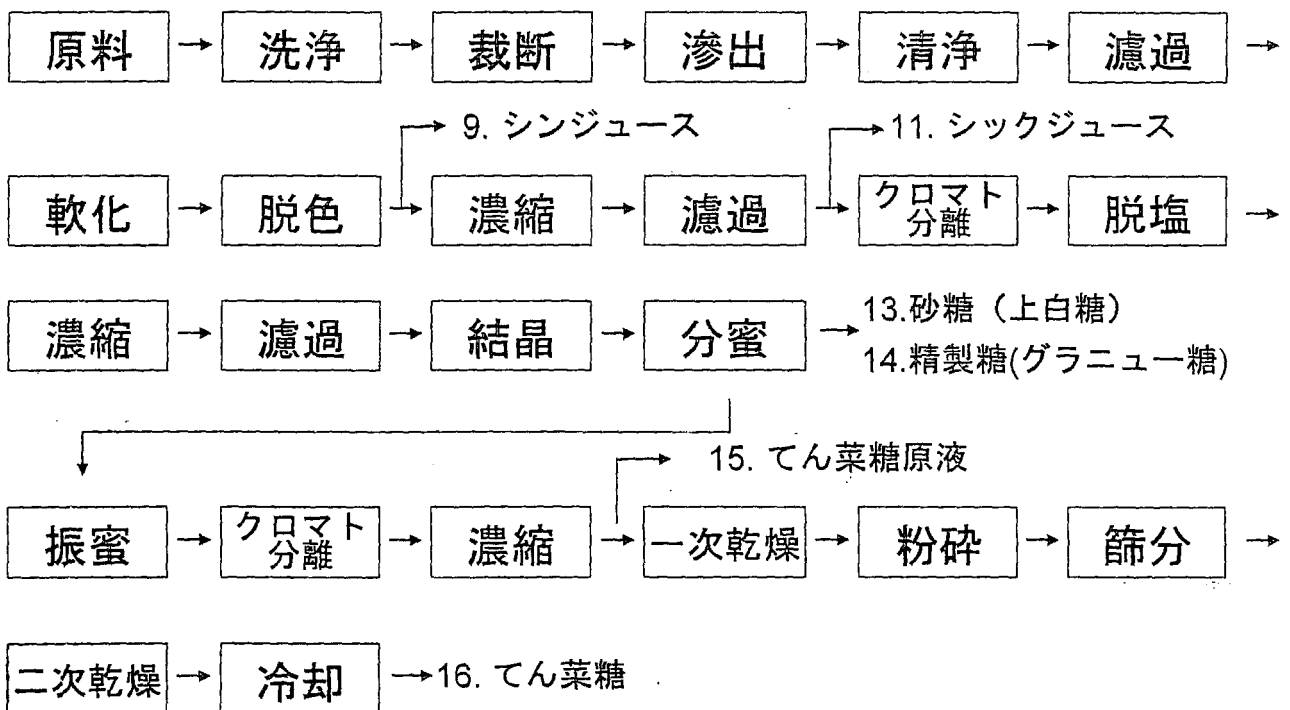 原料 → 洗浄 → 裁断 → 滲出 → 清浄 → 濾過 →
9. シンジュース
11. シックジュース
軟化 → 脱色 → 濃縮 → 濾過 → クロマト分離 → 脱塩 →
濃縮 → 濾過 → 結晶 → 分蜜 →
13.砂糖（上白糖）
14.精製糖(グラニュー糖)
15. てん菜糖原液
振蜜 → クロマト分離 → 濃縮 → 一次乾燥 → 粉砕 → 篩分 →
二次乾燥 → 冷却 → 16. てん菜糖